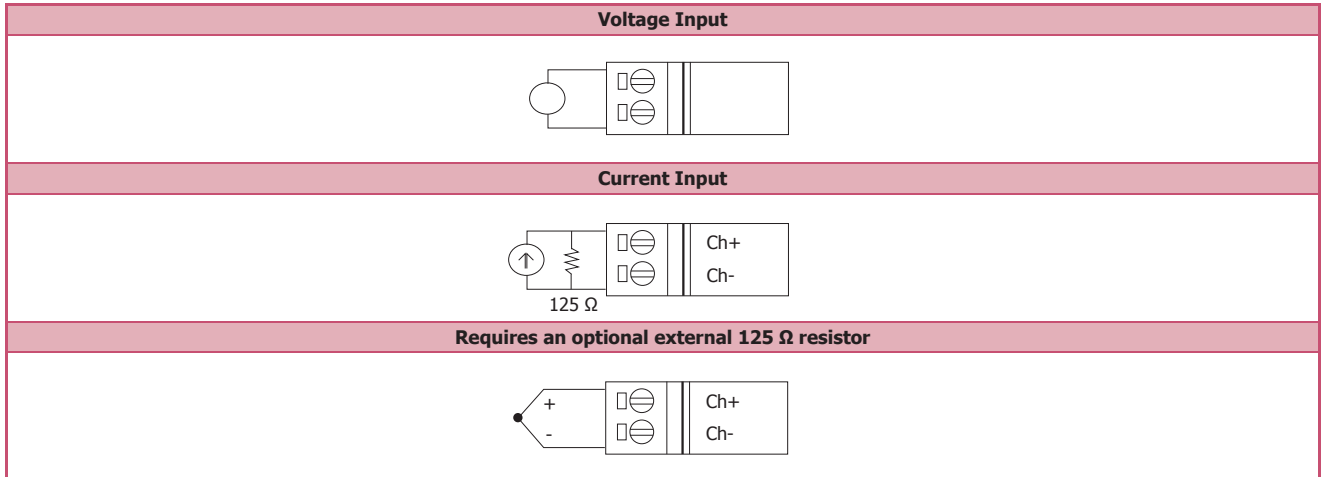 Voltage Input
Current Input
Ch+
Ch-
125 Ω
Requires an optional external 125 Ω resistor
+
Ch+
-
Ch-